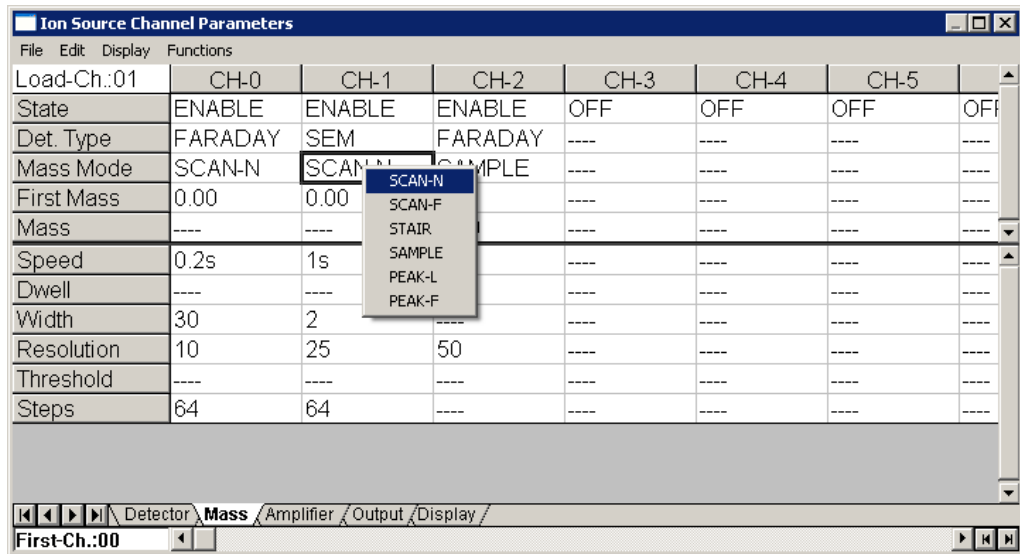 Ion Source Channel Parameters
File Edit Display Functions
Load-Ch.:01 CH-0 CH-1 CH-2 CH-3 CH-4 CH-5
State ENABLE ENABLE ENABLE OFF OFF OFF OFF
Det. Type FARADAY SEM FARADAY ---- ---- ---- ----
Mass Mode SCAN-N SCAN-N SAMPLE ---- ---- ---- ----
First Mass 0.00 0.00 ---- ---- ---- ----
Mass ---- ---- ---- ---- ---- ----
Speed 0.2s 1s ---- ---- ---- ----
Dwell ---- ---- ---- ---- ---- ----
Width 30 2 ---- ---- ---- ---- ----
Resolution 10 25 50 ---- ---- ---- ----
Threshold ---- ---- ---- ---- ---- ---- ----
Steps 64 64 ---- ---- ---- ---- ----
SCAN-N
SCAN-F
STAIR
SAMPLE
PEAK-L
PEAK-F
Detector Mass Amplifier Output Display
First-Ch.:00